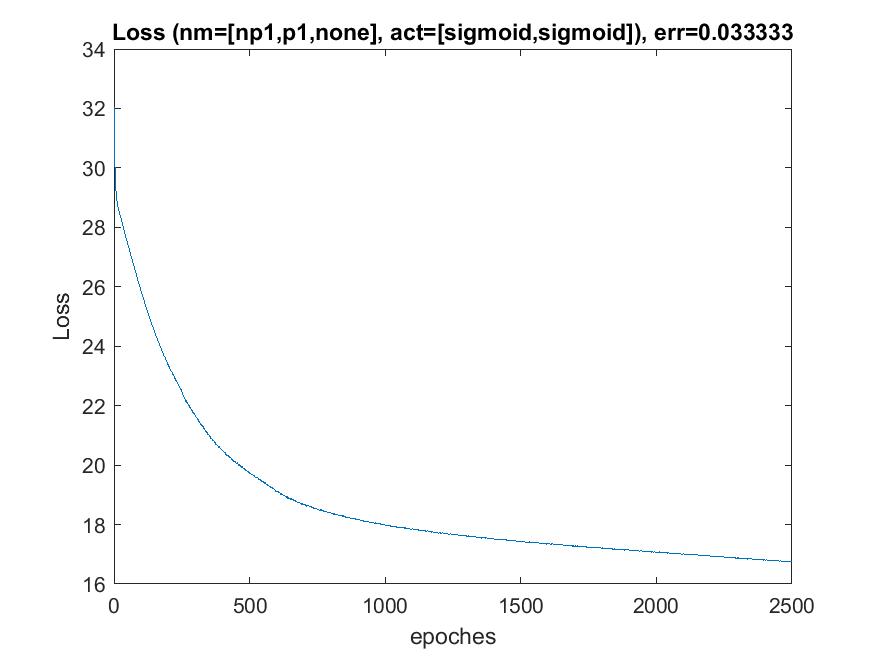 Loss (nm=[np1,p1,none], act=[sigmoid,sigmoid]), err=0.033333
34
32
30
28
26
24
22
20
18
16
Loss
0 500 1000 1500 2000 2500
epoches